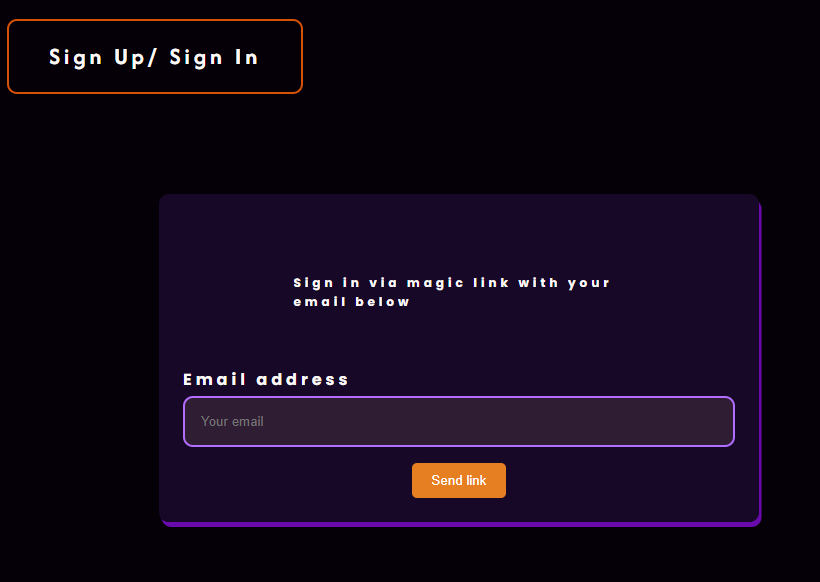 Sign Up/ Sign In
Sign in via magic link with your
email below
Email address
Your email
Send link